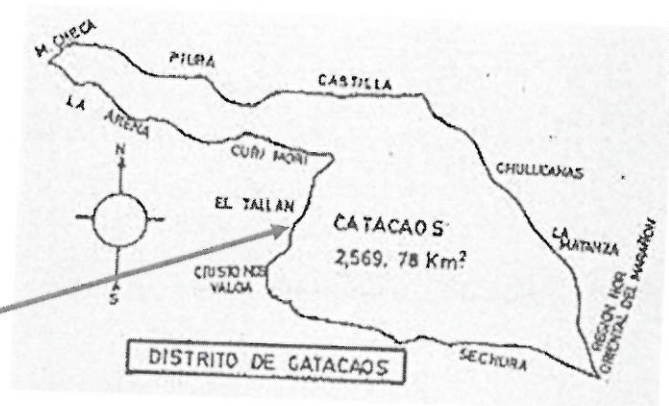 M. CHECA
PIURA
CASTILLA
LA ARENA
CURI MORI
CHULUCANAS
N
EL TALLAN
CATACAOS
2,569. 78 Km²
LA MATANZA
CRISTO NOS
VALGA
S
REGION NOR
ORIENTAL DEL MARAÑON
SECHURA
DISTRITO DE CATACAOS